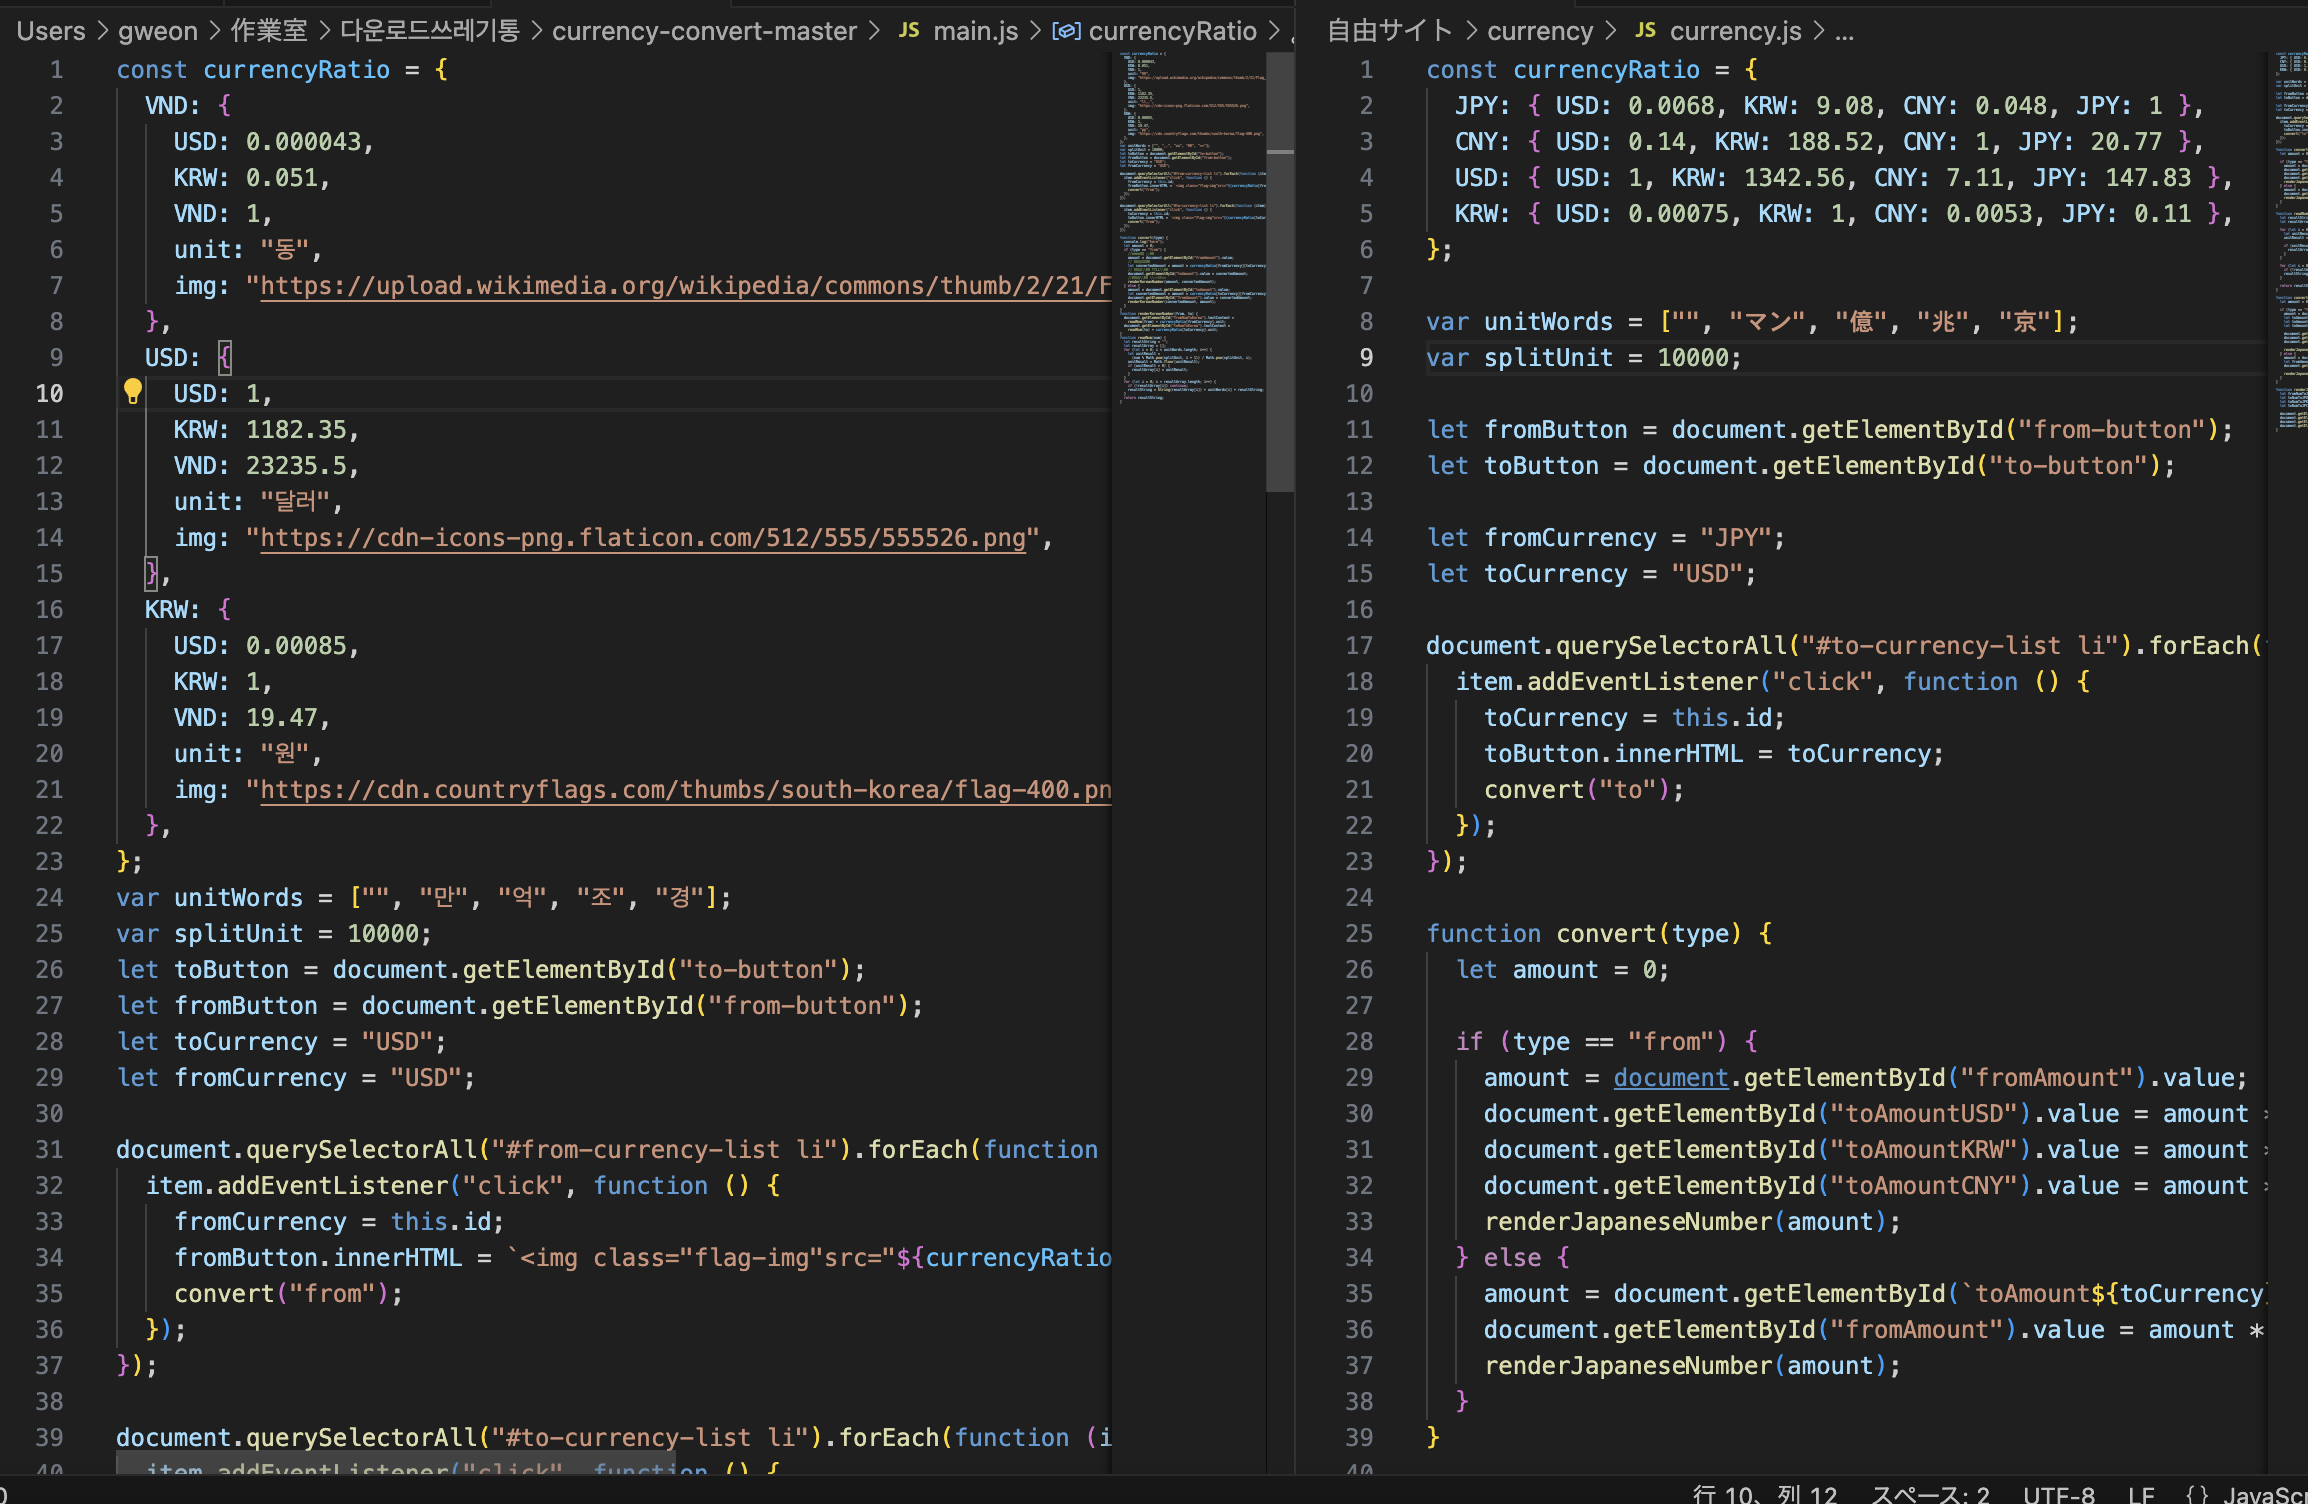 Users > gweon > 作業室 > 다운로드쓰레기통 > currency-convert-master > JS main.js > currencyRatio >
1 const currencyRatio = {
2 VND: {
3 USD: 0.000043,
4 KRW: 0.051,
5 VND: 1,
6 unit: "동",
7 img: "https://upload.wikimedia.org/wikipedia/commons/thumb/2/21/F
8 },
9 USD: {
10 USD: 1,
11 KRW: 1182.35,
12 VND: 23235.5,
13 unit: "달러",
14 img: "https://cdn-icons-png.flaticon.com/512/555/555526.png",
15 },
16 KRW: {
17 USD: 0.00085,
18 KRW: 1,
19 VND: 19.47,
20 unit: "원",
21 img: "https://cdn.countryflags.com/thumbs/south-korea/flag-400.pn
22 },
23 };
24 var unitWords = ["", "만", "억", "조", "경"];
25 var splitUnit = 10000;
26 let toButton = document.getElementById("to-button");
27 let fromButton = document.getElementById("from-button");
28 let toCurrency = "USD";
29 let fromCurrency = "USD";
30
31 document.querySelectorAll("#from-currency-list li").forEach(function
32 item.addEventListener("click", function () {
33 fromCurrency = this.id;
34 fromButton.innerHTML = `<img class="flag-img"src="${currencyRatio
35 convert("from");
36 });
37 });
38
39 document.querySelectorAll("#to-currency-list li").forEach(function (i
40 item.addEventListener("click", function () {
自由サイト > currency > JS currency.js > ...
1 const currencyRatio = {
2 JPY: { USD: 0.0068, KRW: 9.08, CNY: 0.048, JPY: 1 },
3 CNY: { USD: 0.14, KRW: 188.52, CNY: 1, JPY: 20.77 },
4 USD: { USD: 1, KRW: 1342.56, CNY: 7.11, JPY: 147.83 },
5 KRW: { USD: 0.00075, KRW: 1, CNY: 0.0053, JPY: 0.11 },
6 };
7
8 var unitWords = ["", "マン", "億", "兆", "京"];
9 var splitUnit = 10000;
10
11 let fromButton = document.getElementById("from-button");
12 let toButton = document.getElementById("to-button");
13
14 let fromCurrency = "JPY";
15 let toCurrency = "USD";
16
17 document.querySelectorAll("#to-currency-list li").forEach(
18 item.addEventListener("click", function () {
19 toCurrency = this.id;
20 toButton.innerHTML = toCurrency;
21 convert("to");
22 });
23 });
24
25 function convert(type) {
26 let amount = 0;
27
28 if (type == "from") {
29 amount = document.getElementById("fromAmount").value;
30 document.getElementById("toAmountUSD").value = amount *
31 document.getElementById("toAmountKRW").value = amount *
32 document.getElementById("toAmountCNY").value = amount *
33 renderJapaneseNumber(amount);
34 } else {
35 amount = document.getElementById(`toAmount${toCurrency}
36 document.getElementById("fromAmount").value = amount *
37 renderJapaneseNumber(amount);
38 }
39 }
40
行 10、列 12 スペース: 2 UTF-8 LF {} JavaScr